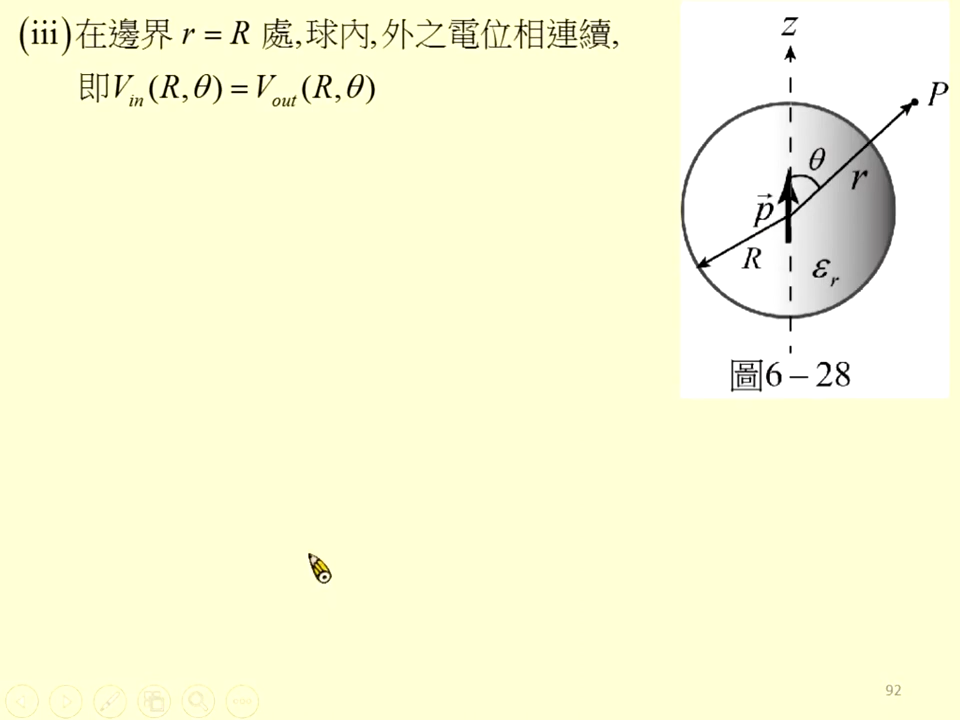 (iii)在邊界 r = R 處,球內,外之電位相連續,
即V_in(R,θ) = V_out(R,θ)
z
P
θ
r
p⃗
R
ε_r
圖6－28
92